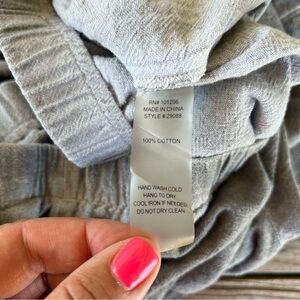 RN# 101206
MADE IN CHINA
STYLE # 29088
100% COTTON
HAND WASH COLD
HANG TO DRY
COOL IRON IF NEEDED
DO NOT DRY CLEAN